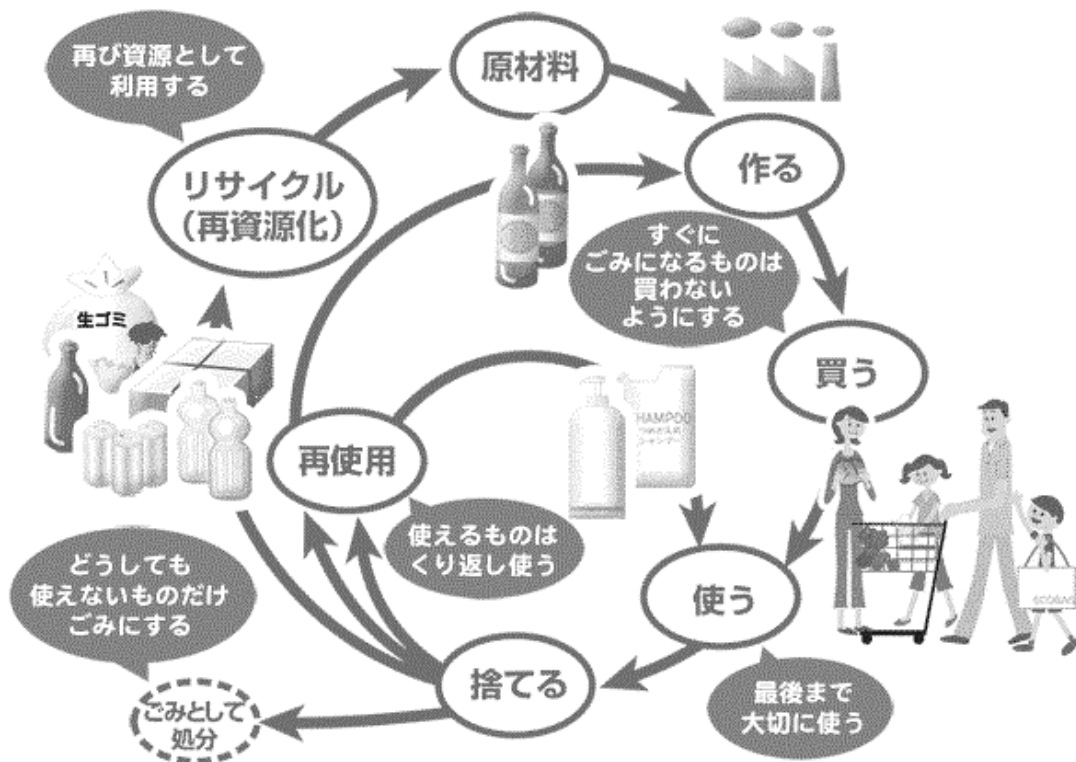 再び資源として
利用する
原材料
リサイクル
（再資源化）
作る
すぐに
ごみになるものは
買わない
ようにする
生ゴミ
買う
再使用
SHAMPOO
使えるものは
くり返し使う
どうしても
使えないものだけ
ごみにする
使う
ECOBAG
捨てる
最後まで
大切に使う
ごみとして
処分